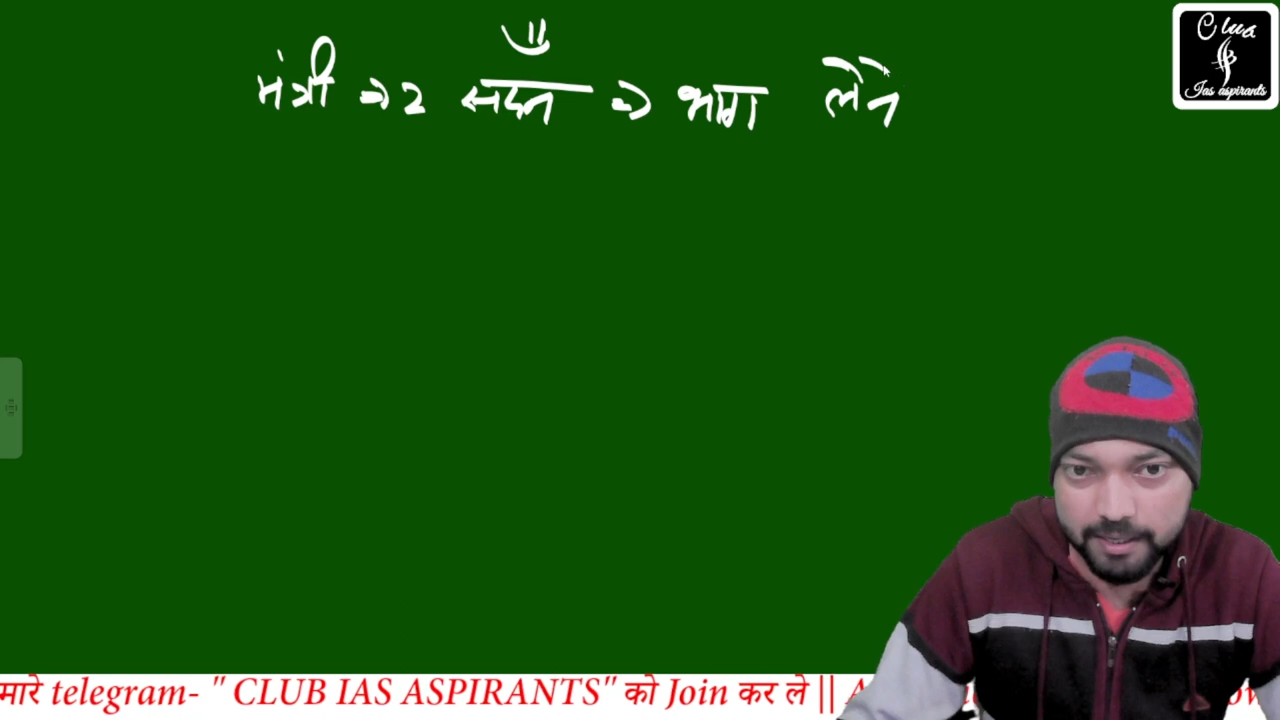 मंत्री => 2 सदन => भाग लेने
Club
Ias aspirants
मारे telegram- " CLUB IAS ASPIRANTS" को Join कर ले ||